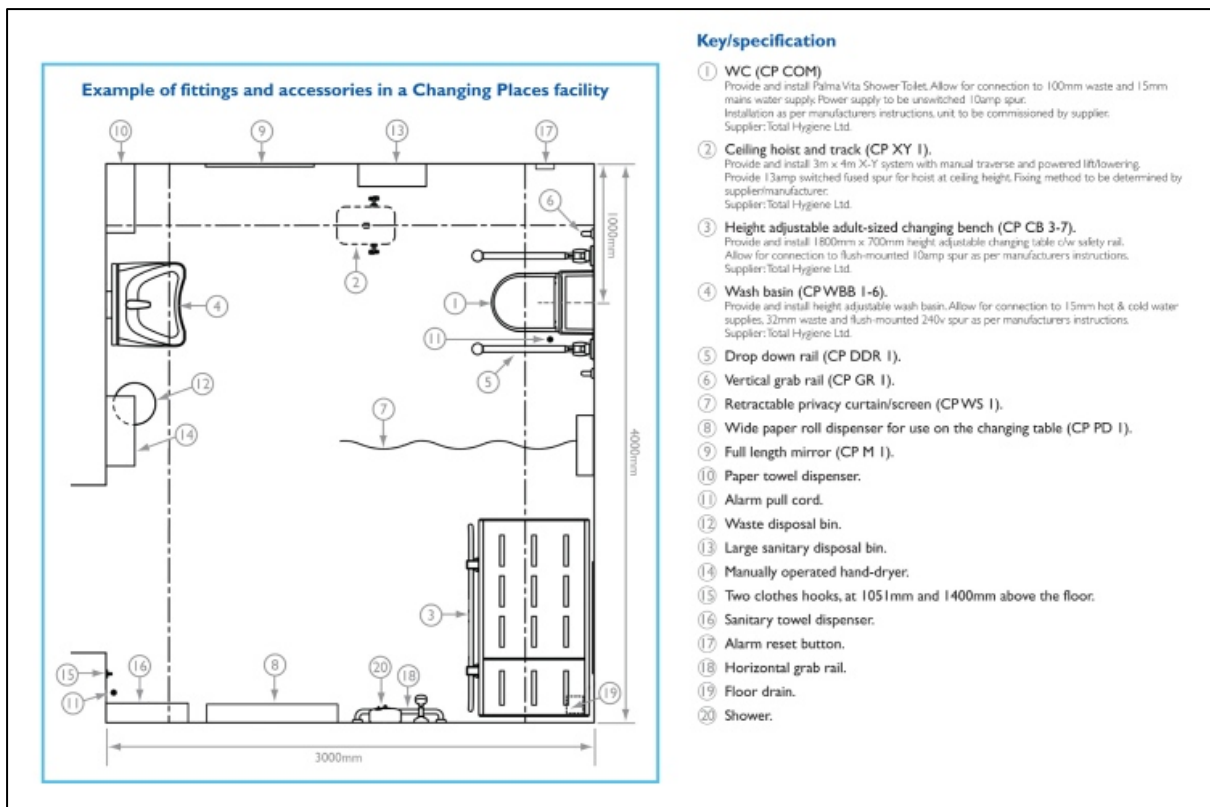 Example of fittings and accessories in a Changing Places facility
10
9
13
17
6
1000mm
2
4
1
11
5
12
7
14
4000mm
3
15
16
8
20
18
11
19
3000mm
Key/specification
1 WC (CP COM)
Provide and install Palma Vita Shower Toilet. Allow for connection to 100mm waste and 15mm
mains water supply. Power supply to be unswitched 10amp spur.
Installation as per manufacturers instructions, unit to be commissioned by supplier.
Supplier: Total Hygiene Ltd.
2 Ceiling hoist and track (CP XY 1).
Provide and install 3m x 4m X-Y system with manual traverse and powered lift/lowering.
Provide 13amp switched fused spur for hoist at ceiling height. Fixing method to be determined by
supplier/manufacturer.
Supplier: Total Hygiene Ltd.
3 Height adjustable adult-sized changing bench (CP CB 3-7).
Provide and install 1800mm x 700mm height adjustable changing table c/w safety rail.
Allow for connection to flush-mounted 10amp spur as per manufacturers instructions.
Supplier: Total Hygiene Ltd.
4 Wash basin (CP WBB 1-6).
Provide and install height adjustable wash basin. Allow for connection to 15mm hot & cold water
supplies, 32mm waste and flush-mounted 240v spur as per manufacturers instructions.
Supplier: Total Hygiene Ltd.
5 Drop down rail (CP DDR 1).
6 Vertical grab rail (CP GR 1).
7 Retractable privacy curtain/screen (CP WS 1).
8 Wide paper roll dispenser for use on the changing table (CP PD 1).
9 Full length mirror (CP M 1).
10 Paper towel dispenser.
11 Alarm pull cord.
12 Waste disposal bin.
13 Large sanitary disposal bin.
14 Manually operated hand-dryer.
15 Two clothes hooks, at 1051mm and 1400mm above the floor.
16 Sanitary towel dispenser.
17 Alarm reset button.
18 Horizontal grab rail.
19 Floor drain.
20 Shower.